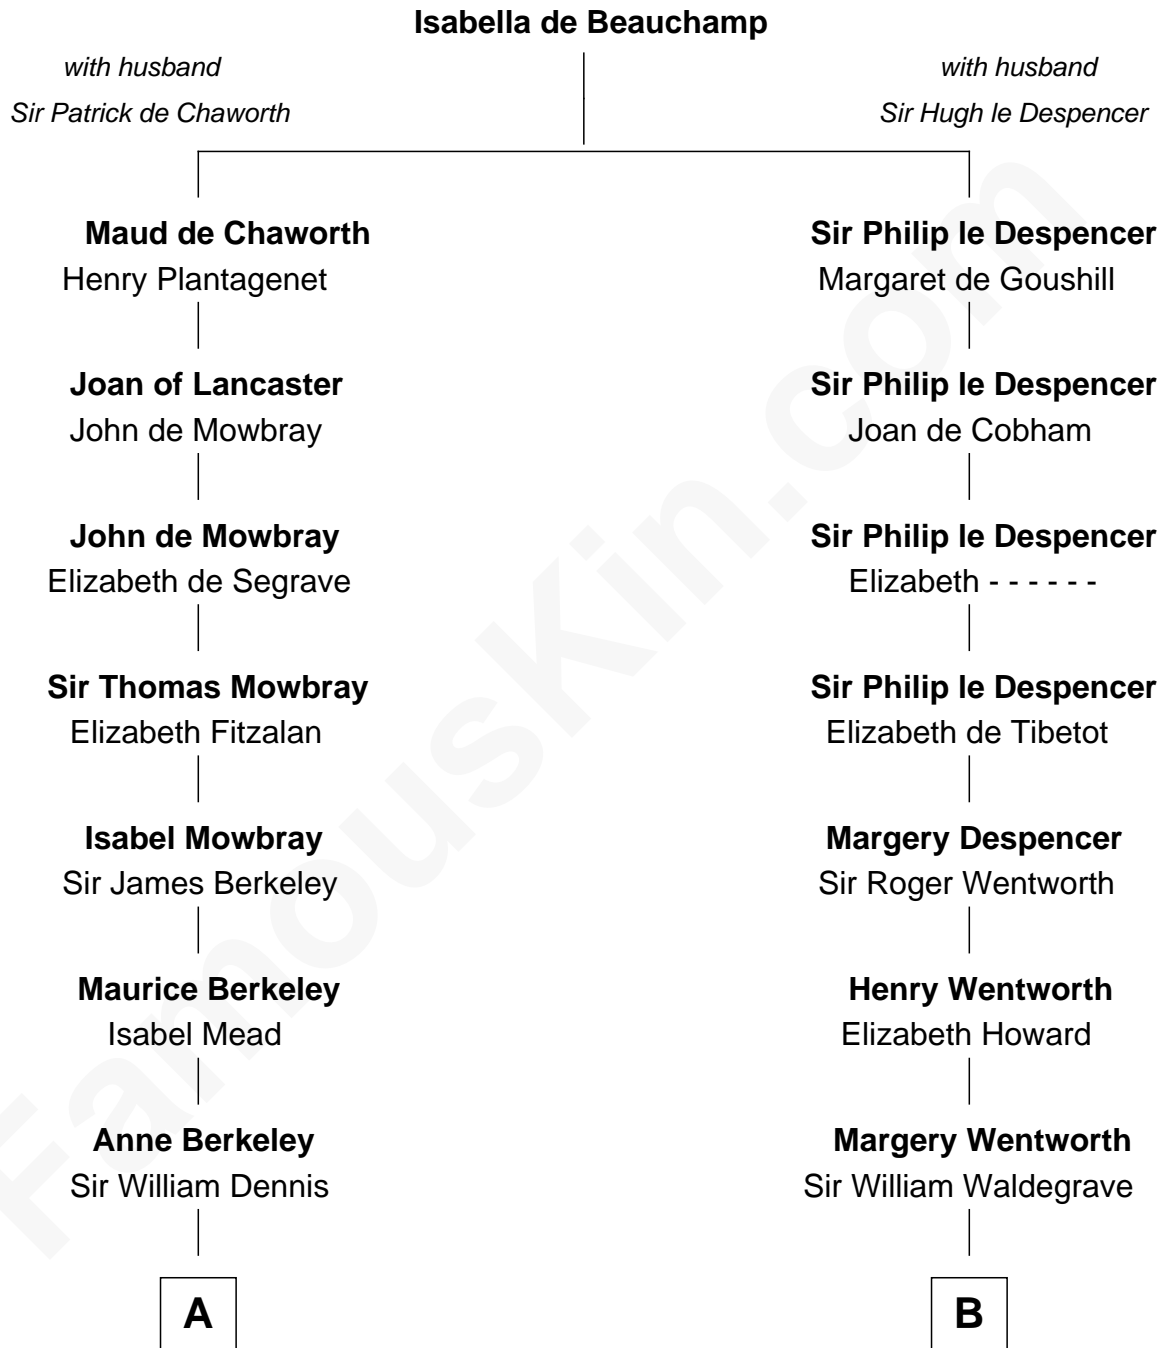 Isabella de Beauchamp
with husband
Sir Patrick de Chaworth
with husband
Sir Hugh le Despencer
Maud de Chaworth
Henry Plantagenet
Sir Philip le Despencer
Margaret de Goushill
Joan of Lancaster
John de Mowbray
Sir Philip le Despencer
Joan de Cobham
John de Mowbray
Elizabeth de Segrave
Sir Philip le Despencer
Elizabeth - - - - - -
Sir Thomas Mowbray
Elizabeth Fitzalan
Sir Philip le Despencer
Elizabeth de Tibetot
Isabel Mowbray
Sir James Berkeley
Margery Despencer
Sir Roger Wentworth
Maurice Berkeley
Isabel Mead
Henry Wentworth
Elizabeth Howard
Anne Berkeley
Sir William Dennis
Margery Wentworth
Sir William Waldegrave
A
B
FamousKin.com